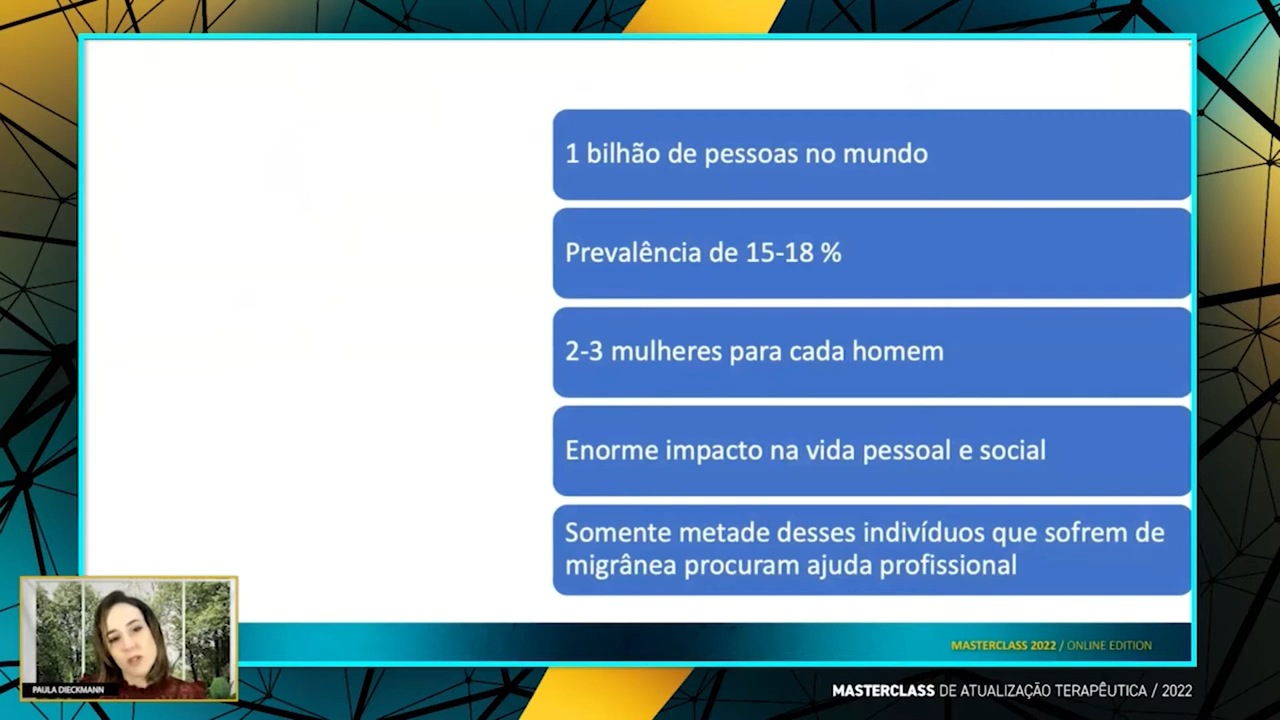 1 bilhão de pessoas no mundo
Prevalência de 15-18 %
2-3 mulheres para cada homem
Enorme impacto na vida pessoal e social
Somente metade desses indivíduos que sofrem de
migrânea procuram ajuda profissional
MASTERCLASS 2022 / ONLINE EDITION
PAULA DIECKMANN
MASTERCLASS DE ATUALIZAÇÃO TERAPÊUTICA / 2022